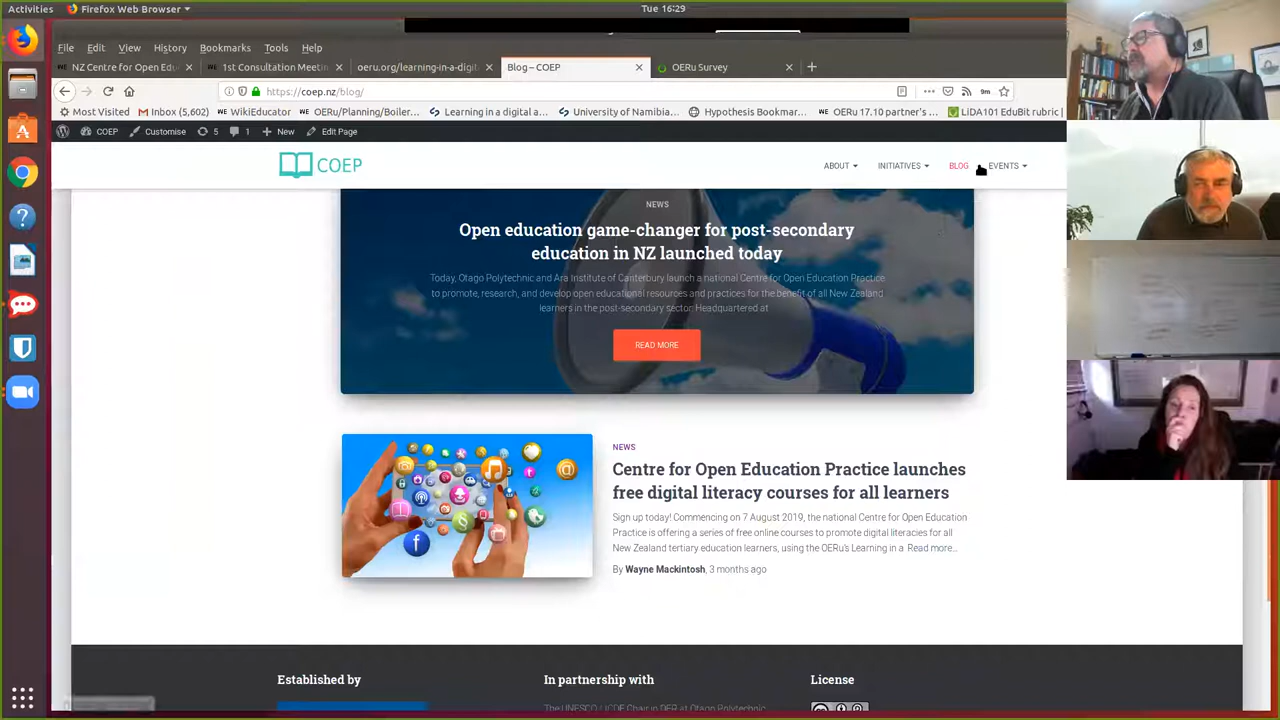 Activities Firefox Web Browser Tue 16:29
File Edit View History Bookmarks Tools Help
NZ Centre for Open Edu 1st Consultation Meetin oeru.org/learning-in-a-digit Blog – COEP OERu Survey
https://coep.nz/blog/ 9m
Most Visited Inbox (5,602) WikiEducator OERu/Planning/Boiler... Learning in a digital a... University of Namibia... Hypothesis Bookmar... OERu 17.10 partner's ... LiDA101 EduBit rubric
COEP Customise 5 1 New Edit Page
COEP ABOUT INITIATIVES BLOG EVENTS
NEWS
Open education game-changer for post-secondary
education in NZ launched today
Today, Otago Polytechnic and Ara Institute of Canterbury launch a national Centre for Open Education Practice
to promote, research, and develop open educational resources and practices for the benefit of all New Zealand
learners in the post-secondary sector. Headquartered at
READ MORE
NEWS
Centre for Open Education Practice launches
free digital literacy courses for all learners
Sign up today! Commencing on 7 August 2019, the national Centre for Open Education
Practice is offering a series of free online courses to promote digital literacies for all
New Zealand tertiary education learners, using the OERu's Learning in a Read more…
By Wayne Mackintosh, 3 months ago
Established by In partnership with License
The UNESCO / ICDE Chair in OER at Otago Polytechnic